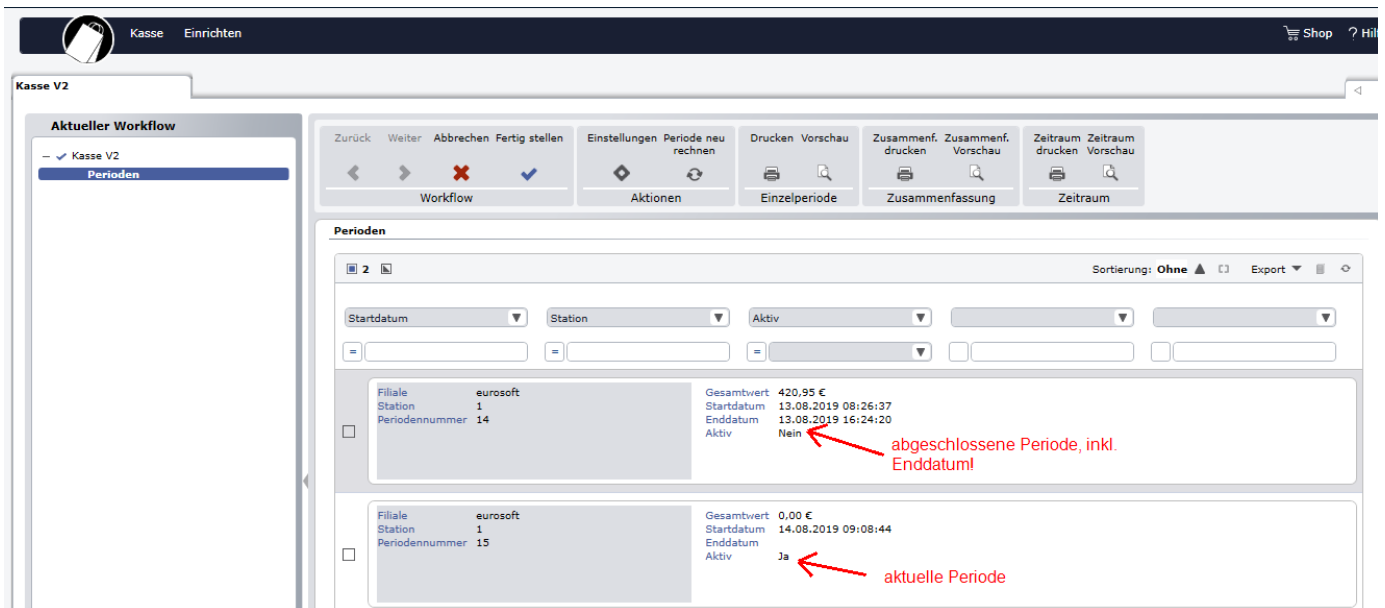 Kasse Einrichten Shop ? Hil
Kasse V2
Aktueller Workflow
Kasse V2
Perioden
Zurück Weiter Abbrechen Fertig stellen
Workflow
Einstellungen Periode neu
rechnen
Aktionen
Drucken Vorschau
Einzelperiode
Zusammenf. Zusammenf.
drucken Vorschau
Zusammenfassung
Zeitraum Zeitraum
drucken Vorschau
Zeitraum
Perioden
2 Sortierung: Ohne Export
Startdatum Station Aktiv
= = =
Filiale eurosoft
Station 1
Periodennummer 14
Gesamtwert 420,95 €
Startdatum 13.08.2019 08:26:37
Enddatum 13.08.2019 16:24:20
Aktiv Nein
abgeschlossene Periode, inkl.
Enddatum!
Filiale eurosoft
Station 1
Periodennummer 15
Gesamtwert 0,00 €
Startdatum 14.08.2019 09:08:44
Enddatum
Aktiv Ja
aktuelle Periode